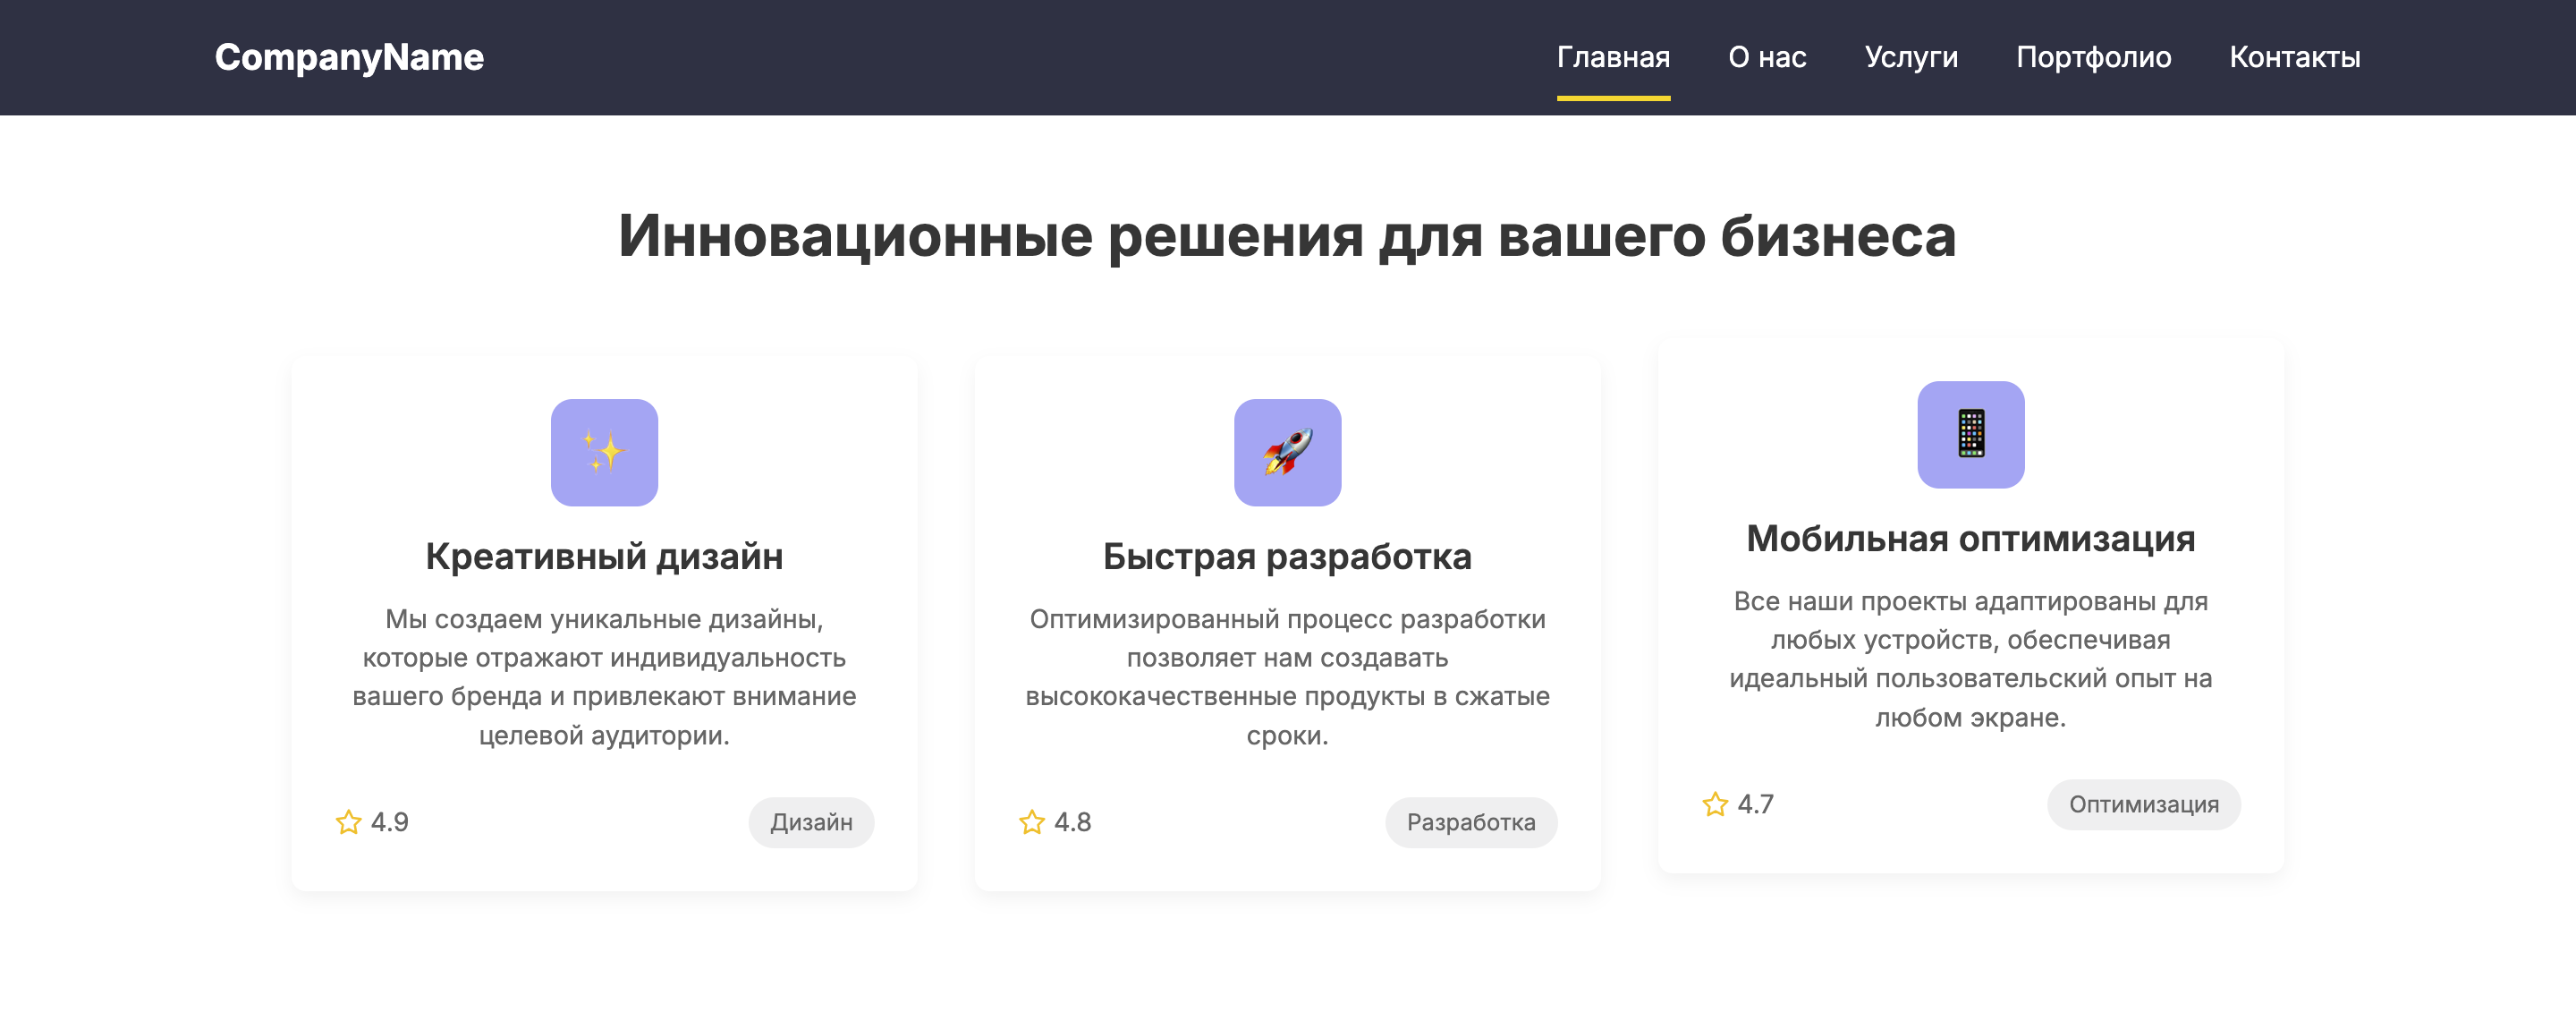 CompanyName
Главная
О нас
Услуги
Портфолио
Контакты
Инновационные решения для вашего бизнеса
Креативный дизайн
Мы создаем уникальные дизайны,
которые отражают индивидуальность
вашего бренда и привлекают внимание
целевой аудитории.
4.9
Дизайн
Быстрая разработка
Оптимизированный процесс разработки
позволяет нам создавать
высококачественные продукты в сжатые
сроки.
4.8
Разработка
Мобильная оптимизация
Все наши проекты адаптированы для
любых устройств, обеспечивая
идеальный пользовательский опыт на
любом экране.
4.7
Оптимизация